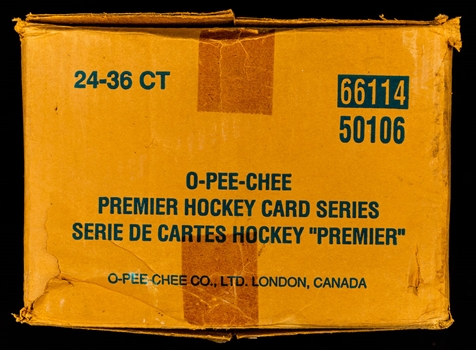 24-36 CT
66114
50106
O-PEE-CHEE
PREMIER HOCKEY CARD SERIES
SERIE DE CARTES HOCKEY "PREMIER"
O-PEE-CHEE CO., LTD. LONDON, CANADA